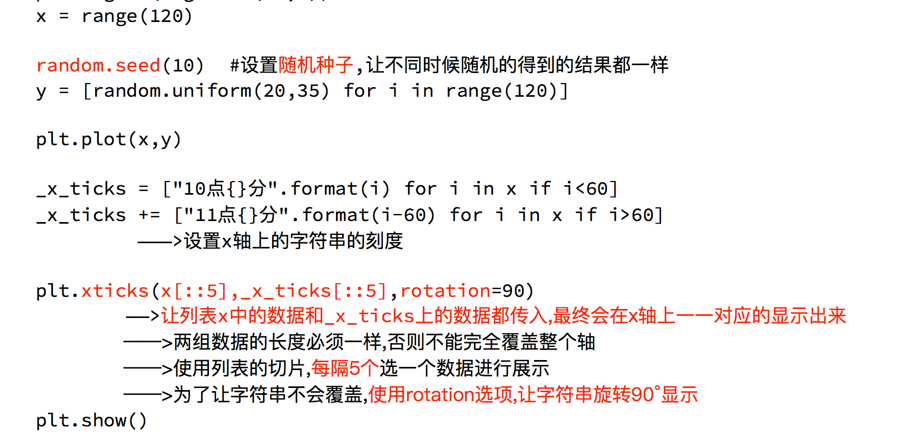 x = range(120)
random.seed(10)  #设置随机种子,让不同时候随机的得到的结果都一样
y = [random.uniform(20,35) for i in range(120)]
plt.plot(x,y)
_x_ticks = ["10点{}分".format(i) for i in x if i<60]
_x_ticks += ["11点{}分".format(i-60) for i in x if i>60]
——>设置x轴上的字符串的刻度
plt.xticks(x[::5],_x_ticks[::5],rotation=90)
——>让列表x中的数据和_x_ticks上的数据都传入,最终会在x轴上一一对应的显示出来
———>两组数据的长度必须一样,否则不能完全覆盖整个轴
———>使用列表的切片,每隔5个选一个数据进行展示
———>为了让字符串不会覆盖,使用rotation选项,让字符串旋转90°显示
plt.show()